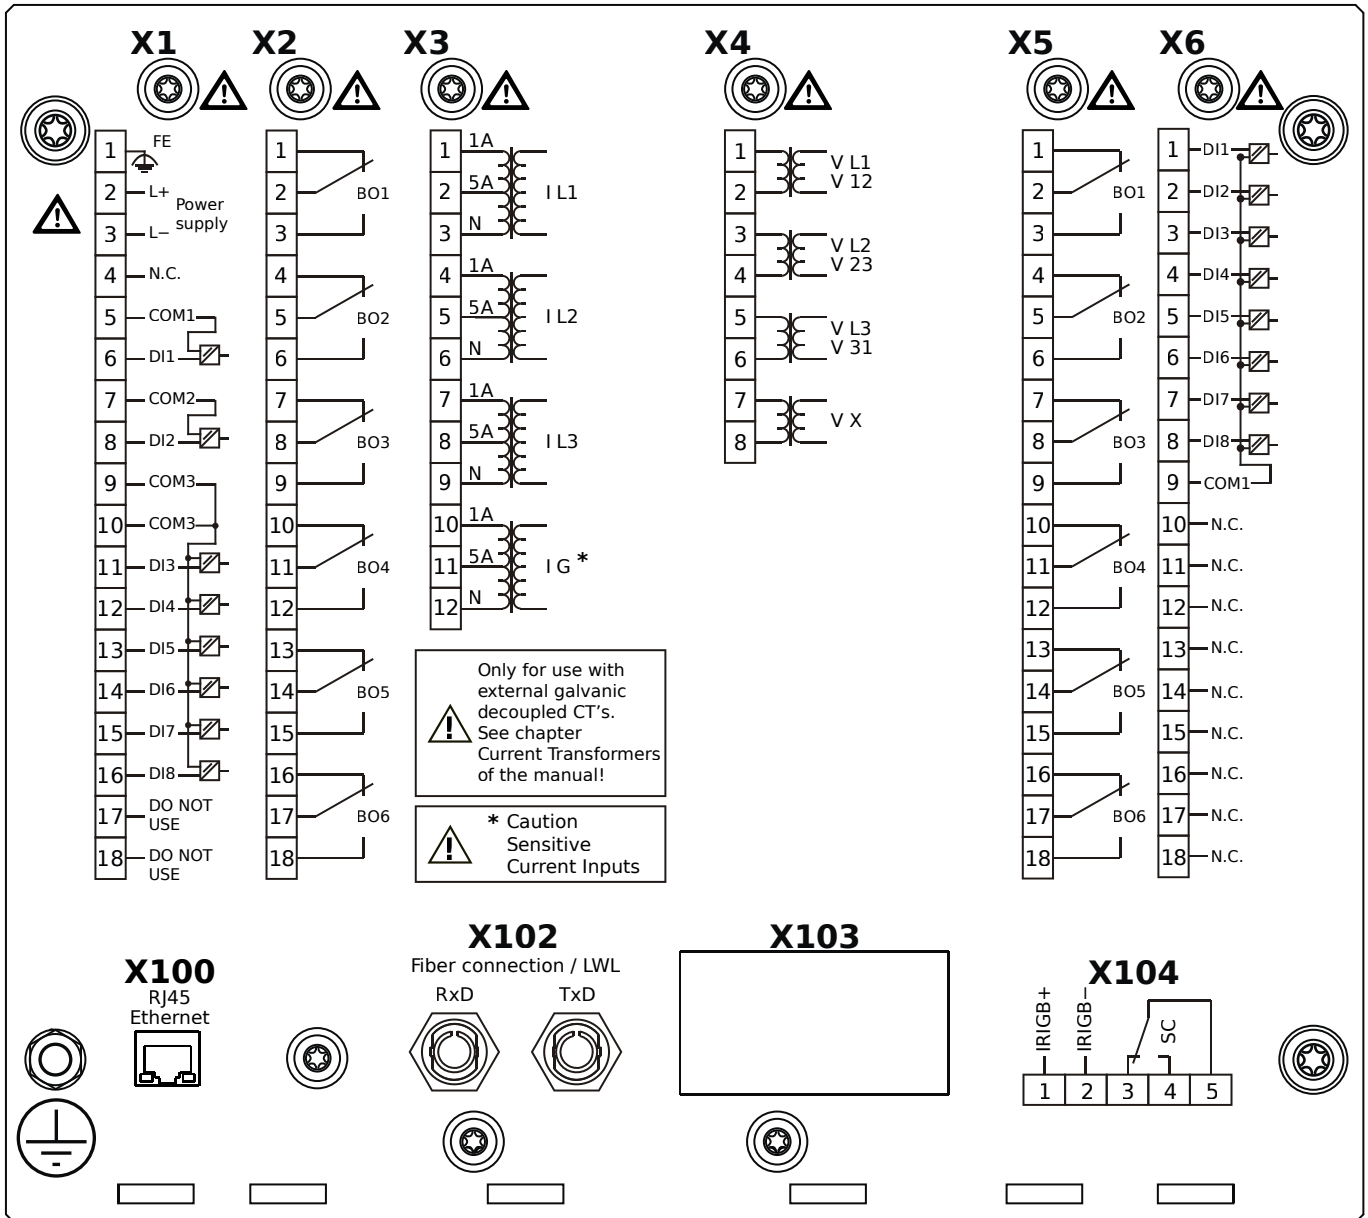 X1 X2 X3 X4 X5 X6
1 FE
2 L+
Power
supply
3 L−
4 N.C.
5 COM1
6 DI1
7 COM2
8 DI2
9 COM3
10 COM3
11 DI3
12 DI4
13 DI5
14 DI6
15 DI7
16 DI8
17 DO NOT
USE
18 DO NOT
USE
1
2 BO1
3
4
5 BO2
6
7
8 BO3
9
10
11 BO4
12
13
14 BO5
15
16
17 BO6
18
1 1A
2 5A I L1
3 N
4 1A
5 5A I L2
6 N
7 1A
8 5A I L3
9 N
10 1A
11 5A I G *
12 N
Only for use with
external galvanic
decoupled CT's.
See chapter
Current Transformers
of the manual!
* Caution
Sensitive
Current Inputs
1 V L1
2 V 12
3 V L2
4 V 23
5 V L3
6 V 31
7 V X
8
1
2 BO1
3
4
5 BO2
6
7
8 BO3
9
10
11 BO4
12
13
14 BO5
15
16
17 BO6
18
1 DI1
2 DI2
3 DI3
4 DI4
5 DI5
6 DI6
7 DI7
8 DI8
9 COM1
10 N.C.
11 N.C.
12 N.C.
13 N.C.
14 N.C.
15 N.C.
16 N.C.
17 N.C.
18 N.C.
X100
RJ45
Ethernet
X102
Fiber connection / LWL
RxD TxD
X103
X104
IRIGB+ IRIGB− SC
1 2 3 4 5